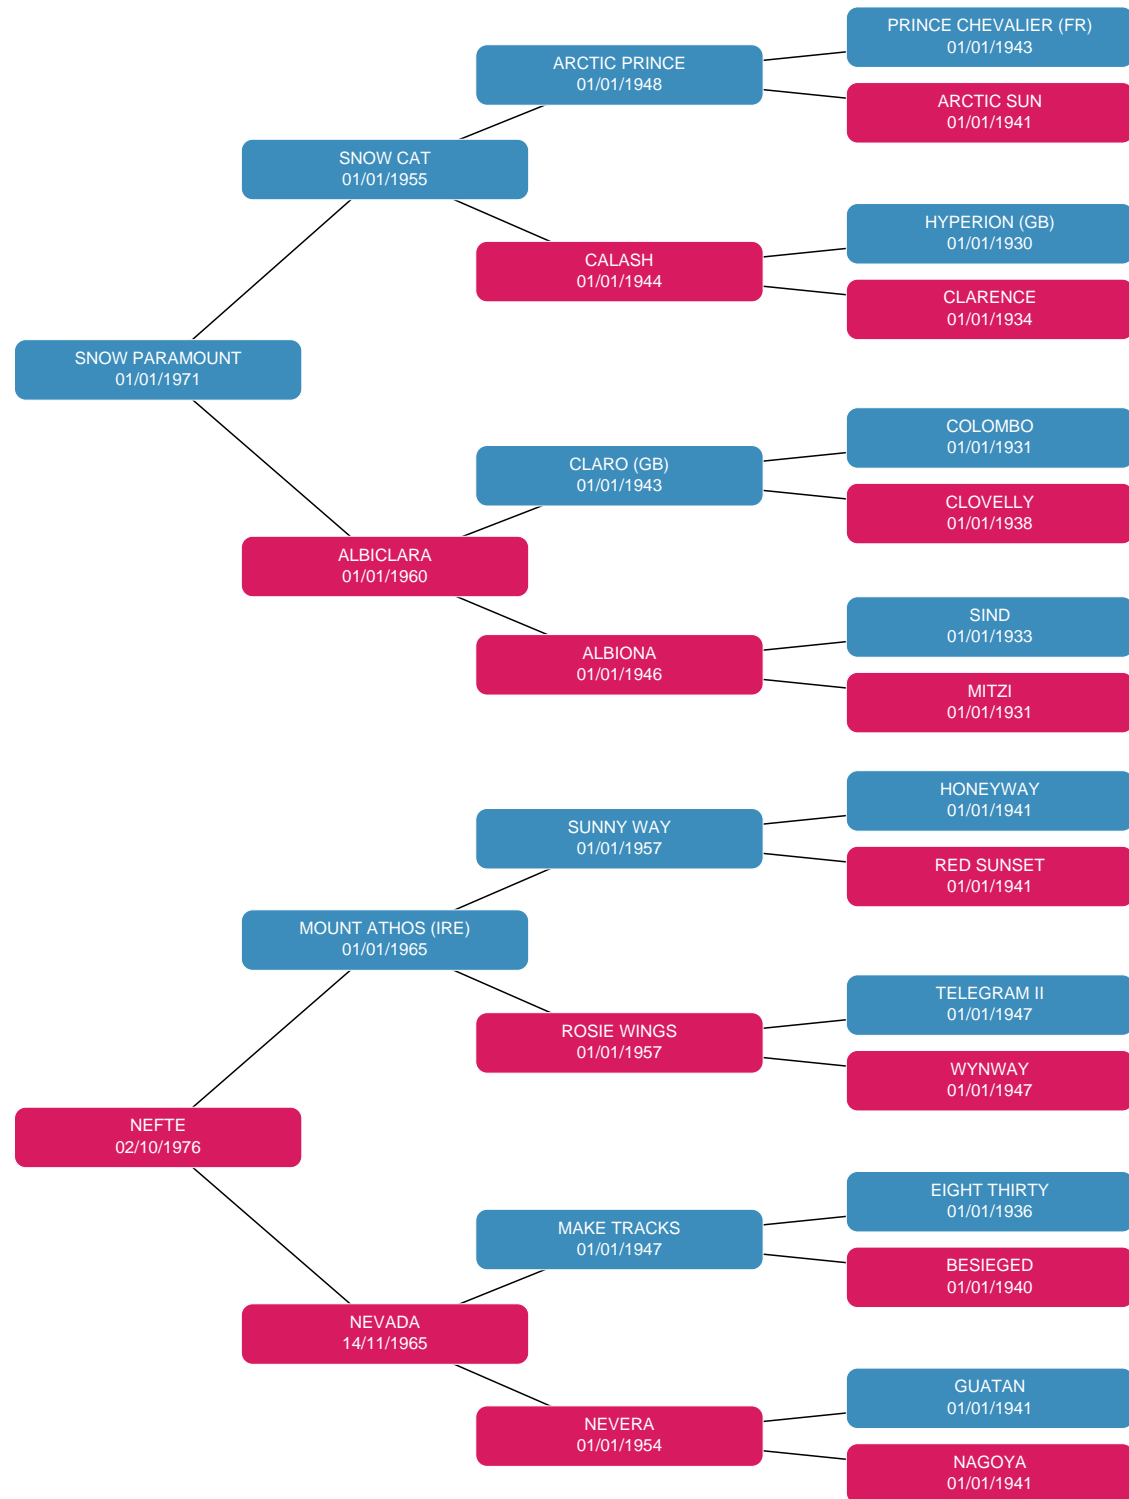 PRINCE CHEVALIER (FR)
01/01/1943
ARCTIC PRINCE
01/01/1948
ARCTIC SUN
01/01/1941
SNOW CAT
01/01/1955
HYPERION (GB)
01/01/1930
CALASH
01/01/1944
CLARENCE
01/01/1934
SNOW PARAMOUNT
01/01/1971
COLOMBO
01/01/1931
CLARO (GB)
01/01/1943
CLOVELLY
01/01/1938
ALBICLARA
01/01/1960
SIND
01/01/1933
ALBIONA
01/01/1946
MITZI
01/01/1931
HONEYWAY
01/01/1941
SUNNY WAY
01/01/1957
RED SUNSET
01/01/1941
MOUNT ATHOS (IRE)
01/01/1965
TELEGRAM II
01/01/1947
ROSIE WINGS
01/01/1957
WYNWAY
01/01/1947
NEFTE
02/10/1976
EIGHT THIRTY
01/01/1936
MAKE TRACKS
01/01/1947
BESIEGED
01/01/1940
NEVADA
14/11/1965
GUATAN
01/01/1941
NEVERA
01/01/1954
NAGOYA
01/01/1941